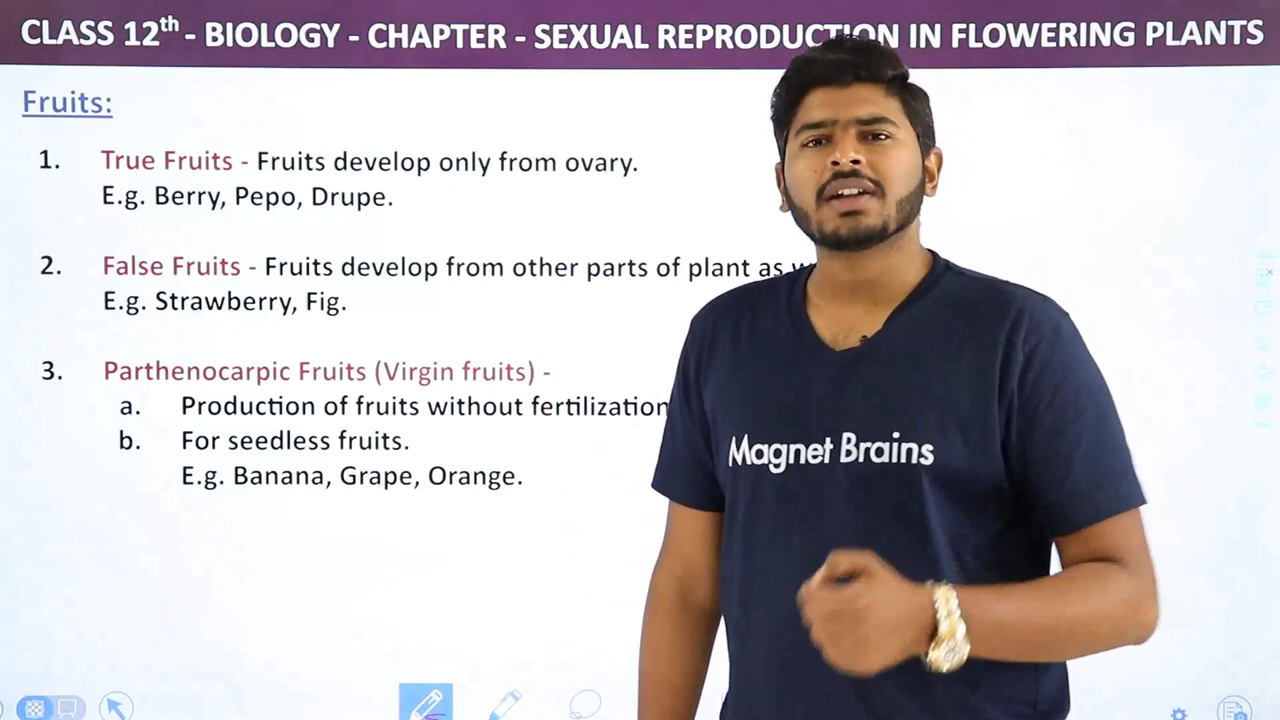 CLASS 12th - BIOLOGY - CHAPTER - SEXUAL REPRODUCTION IN FLOWERING PLANTS
Fruits:
1. True Fruits - Fruits develop only from ovary.
E.g. Berry, Pepo, Drupe.
2. False Fruits - Fruits develop from other parts of plant as
E.g. Strawberry, Fig.
3. Parthenocarpic Fruits (Virgin fruits) -
a. Production of fruits without fertilization
b. For seedless fruits.
E.g. Banana, Grape, Orange.
Magnet Brains